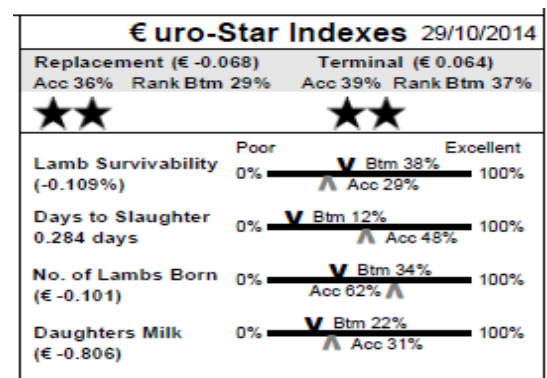 € uro-Star Indexes 29/10/2014
Replacement (€ -0.068) Terminal (€ 0.064)
Acc 36% Rank Btm 29% Acc 39% Rank Btm 37%
Poor Excellent
Lamb Survivability 0% Btm 38% 100%
(-0.109%) Acc 29%
Days to Slaughter 0% Btm 12% 100%
0.284 days Acc 48%
No. of Lambs Born 0% Btm 34% 100%
(€ -0.101) Acc 62%
Daughters Milk 0% Btm 22% 100%
(€ -0.806) Acc 31%